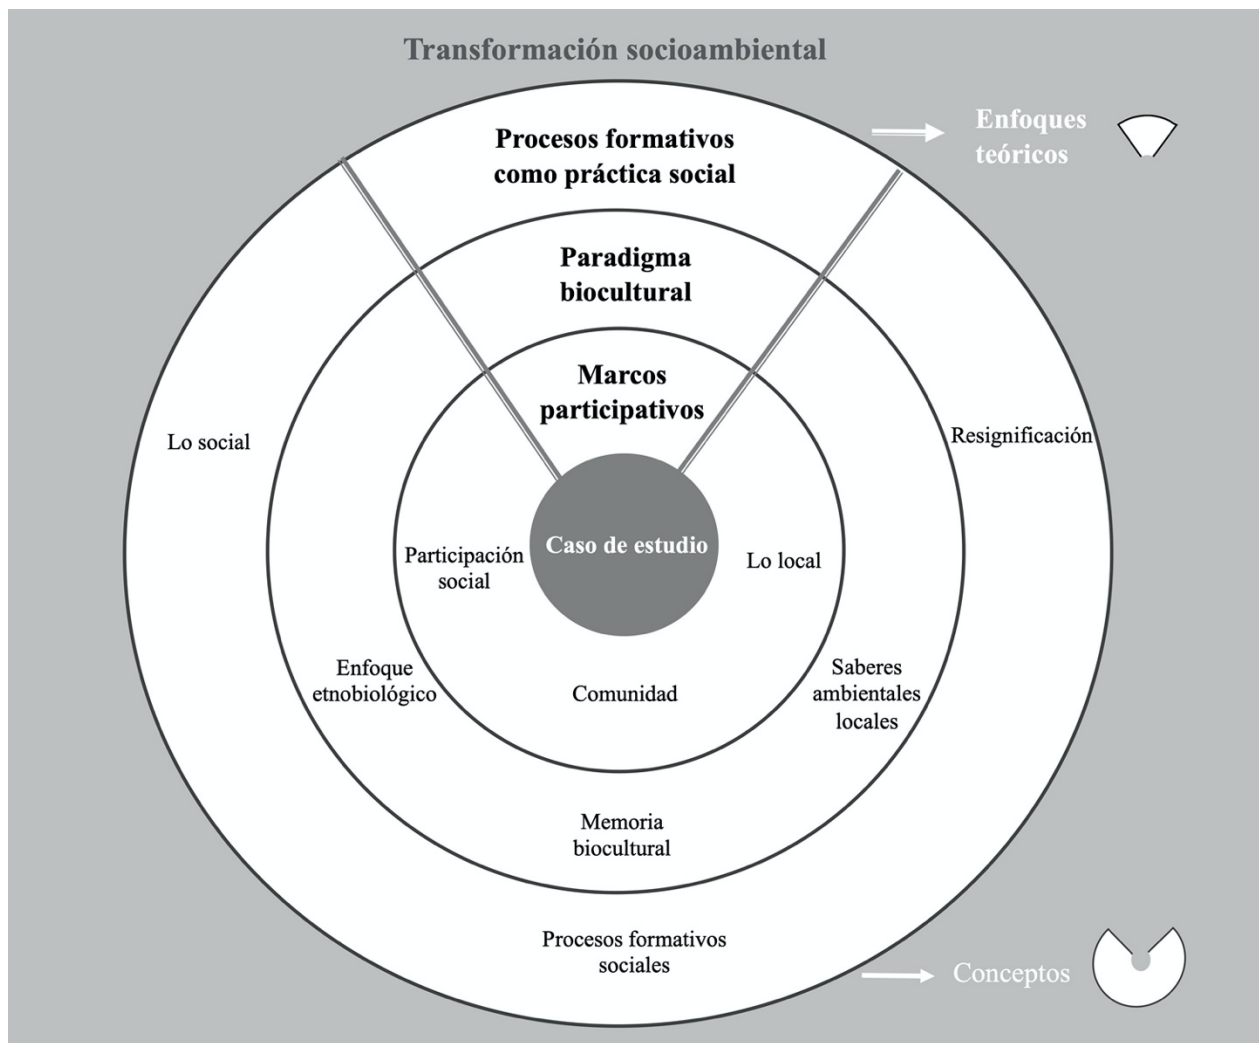 Transformación socioambiental
Enfoques
teóricos
Procesos formativos
como práctica social
Paradigma
biocultural
Marcos
participativos
Lo social
Resignificación
Caso de estudio
Participación
social
Lo local
Enfoque
etnobiológico
Comunidad
Saberes
ambientales
locales
Memoria
biocultural
Procesos formativos
sociales
Conceptos